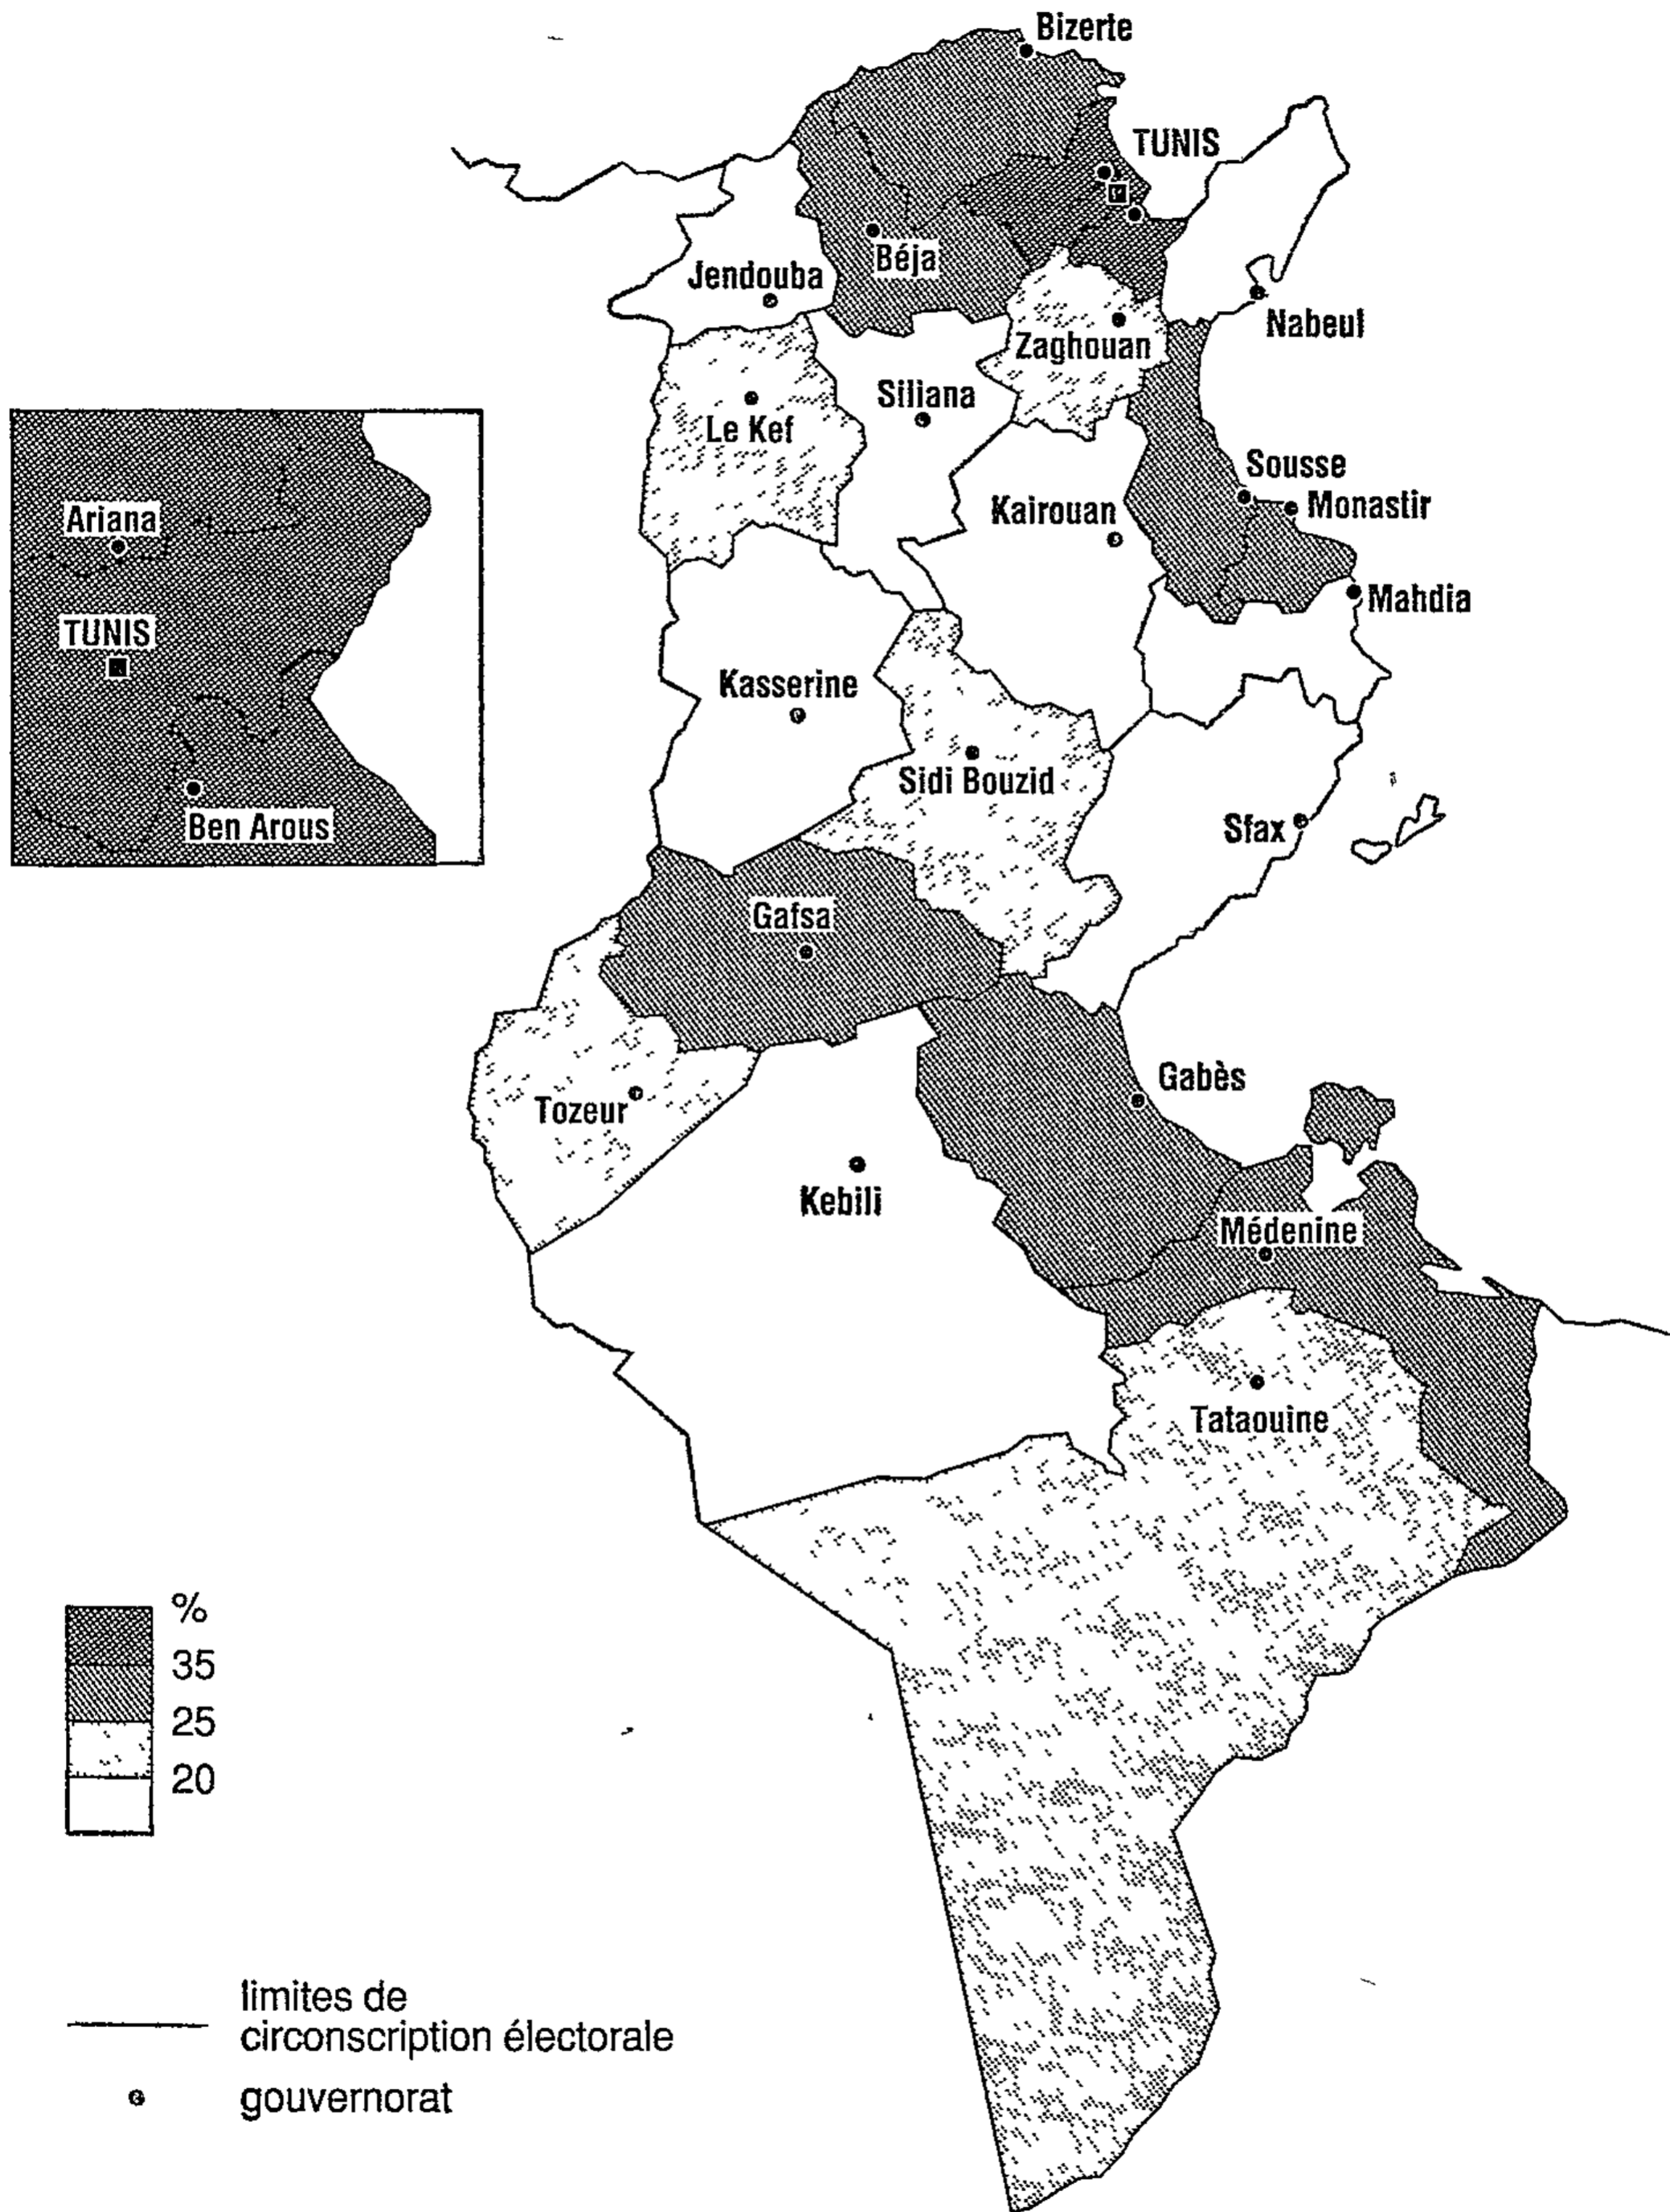 Bizerte
TUNIS
Béja
Jendouba
Nabeul
Zaghouan
Siliana
Le Kef
Sousse
Monastir
Kairouan
Mahdia
Ariana
TUNIS
Ben Arous
Kasserine
Sidi Bouzid
Sfax
Gafsa
Gabès
Tozeur
Kebili
Médenine
Tataouine
%
35
25
20
limites de
circonscription électorale
gouvernorat